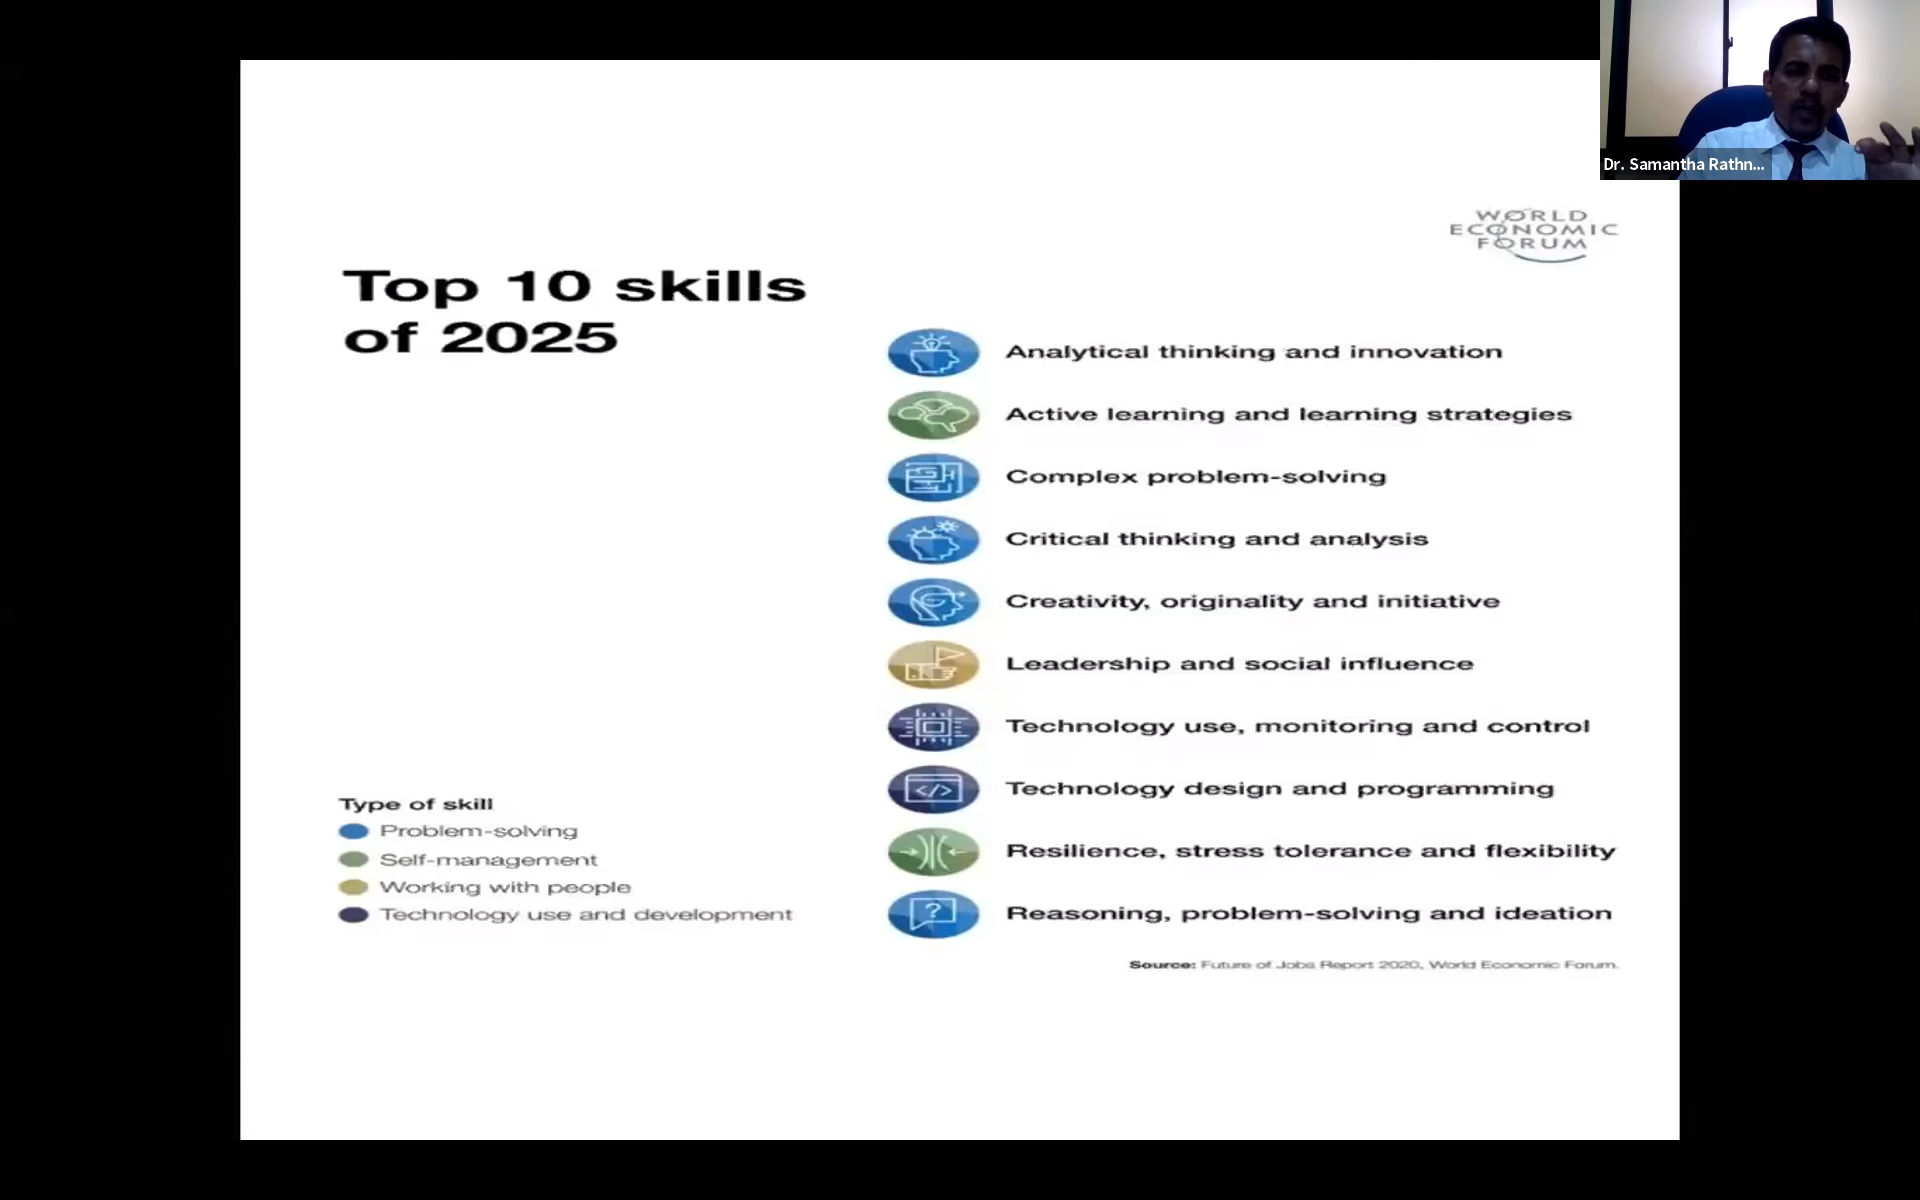 Dr. Samantha Rathn...
WORLD
ECONOMIC
FORUM
Top 10 skills
of 2025
Analytical thinking and innovation
Active learning and learning strategies
Complex problem-solving
Critical thinking and analysis
Creativity, originality and initiative
Leadership and social influence
Technology use, monitoring and control
Technology design and programming
Resilience, stress tolerance and flexibility
Reasoning, problem-solving and ideation
Type of skill
Problem-solving
Self-management
Working with people
Technology use and development
Source: Future of Jobs Report 2020, World Economic Forum.